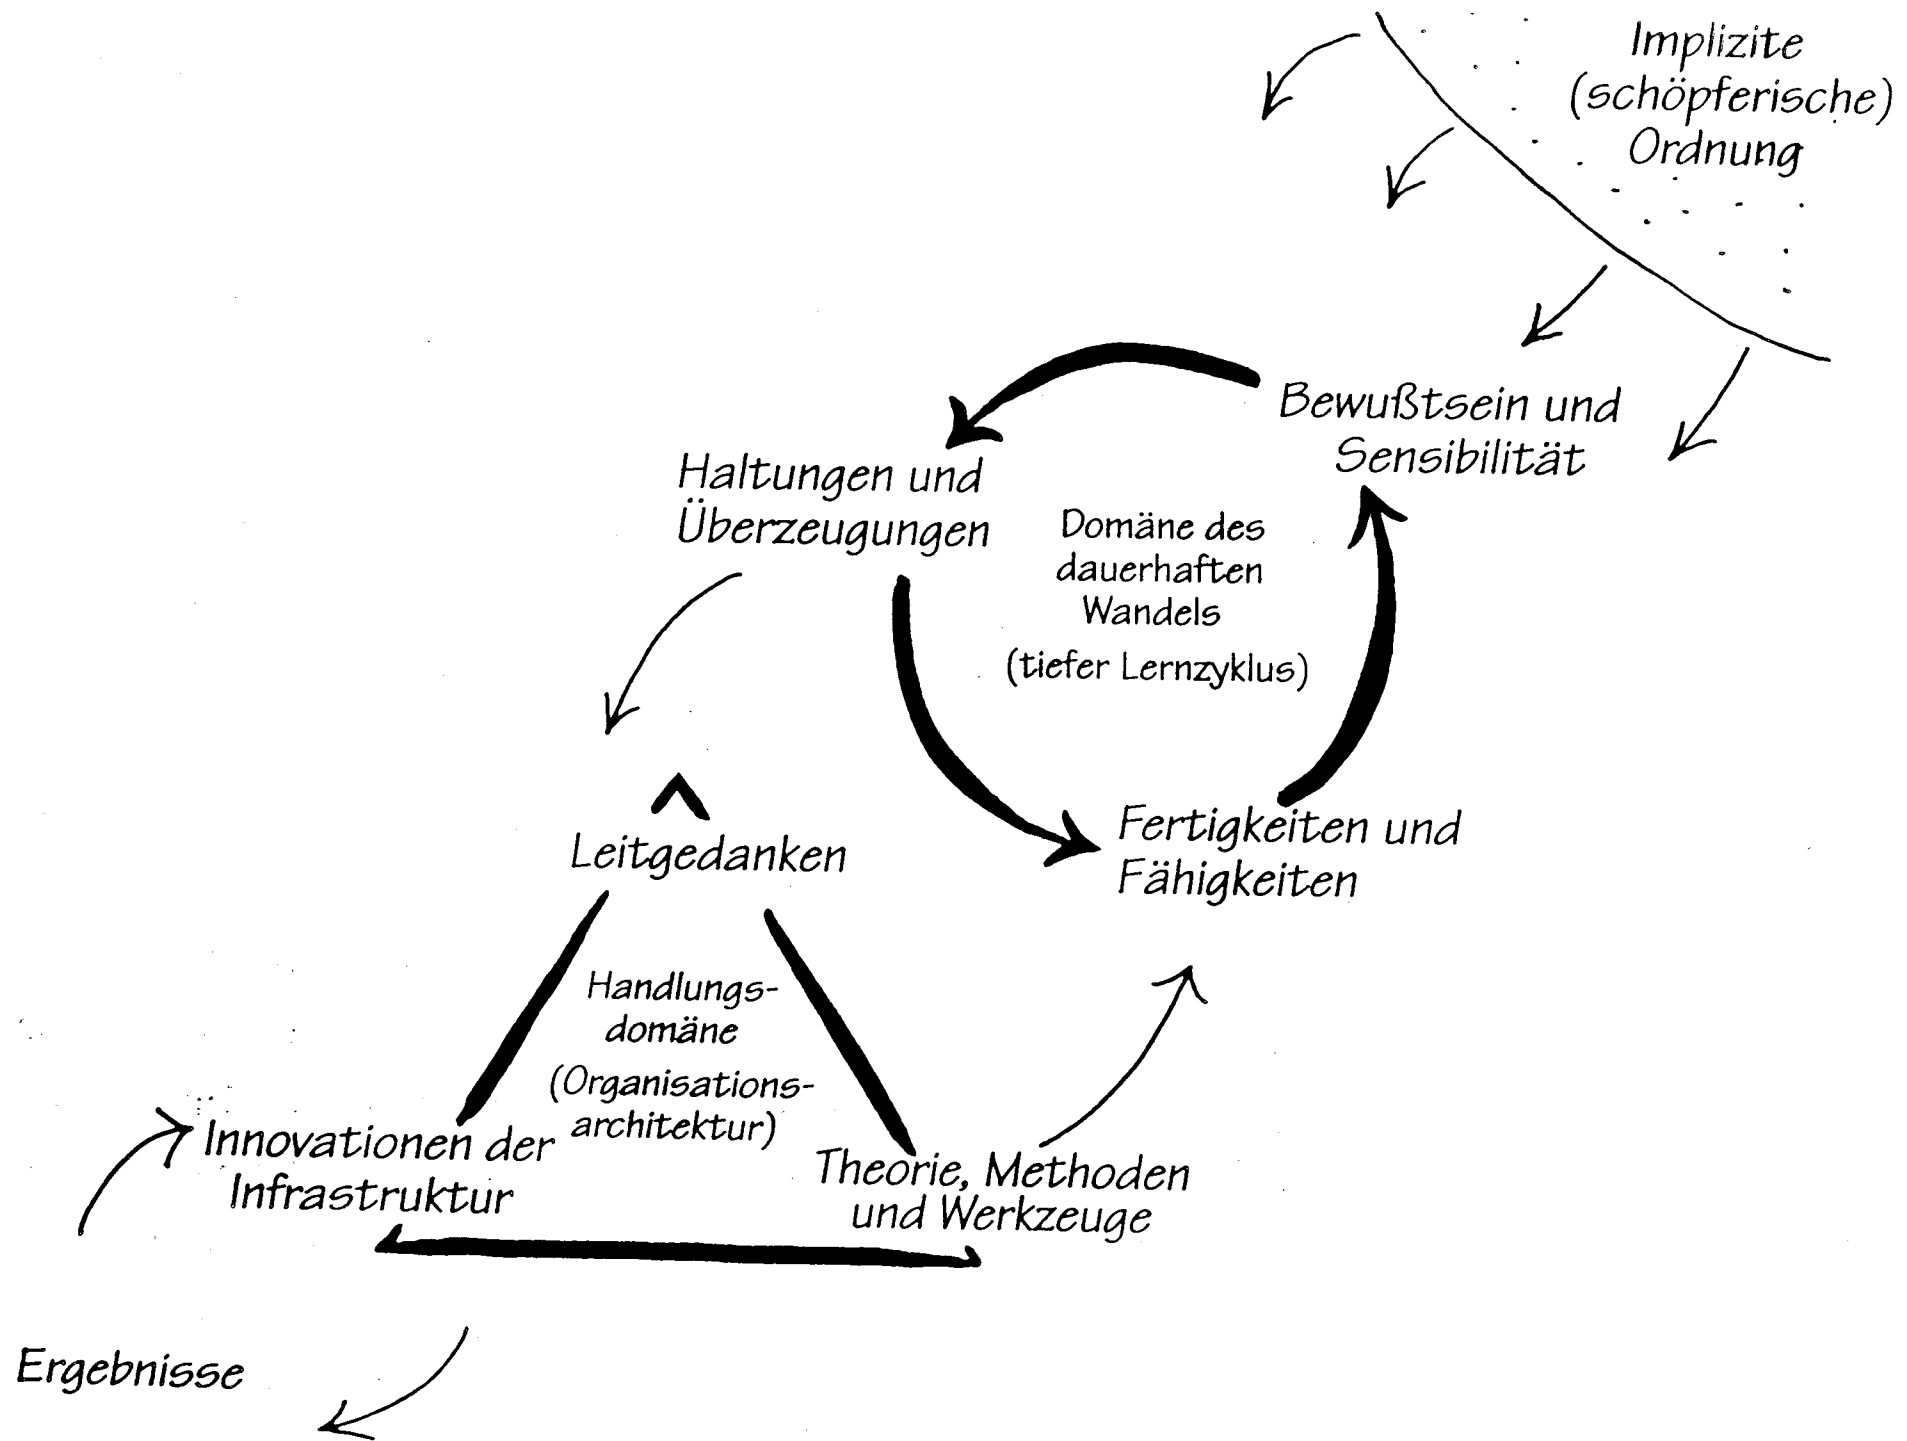 Implizite
(schöpferische)
Ordnung
Bewußtsein und
Sensibilität
Haltungen und
Überzeugungen
Domäne des
dauerhaften
Wandels
(tiefer Lernzyklus)
Fertigkeiten und
Fähigkeiten
Leitgedanken
Handlungs-
domäne
(Organisations-
architektur)
Innovationen der
Infrastruktur
Theorie, Methoden
und Werkzeuge
Ergebnisse